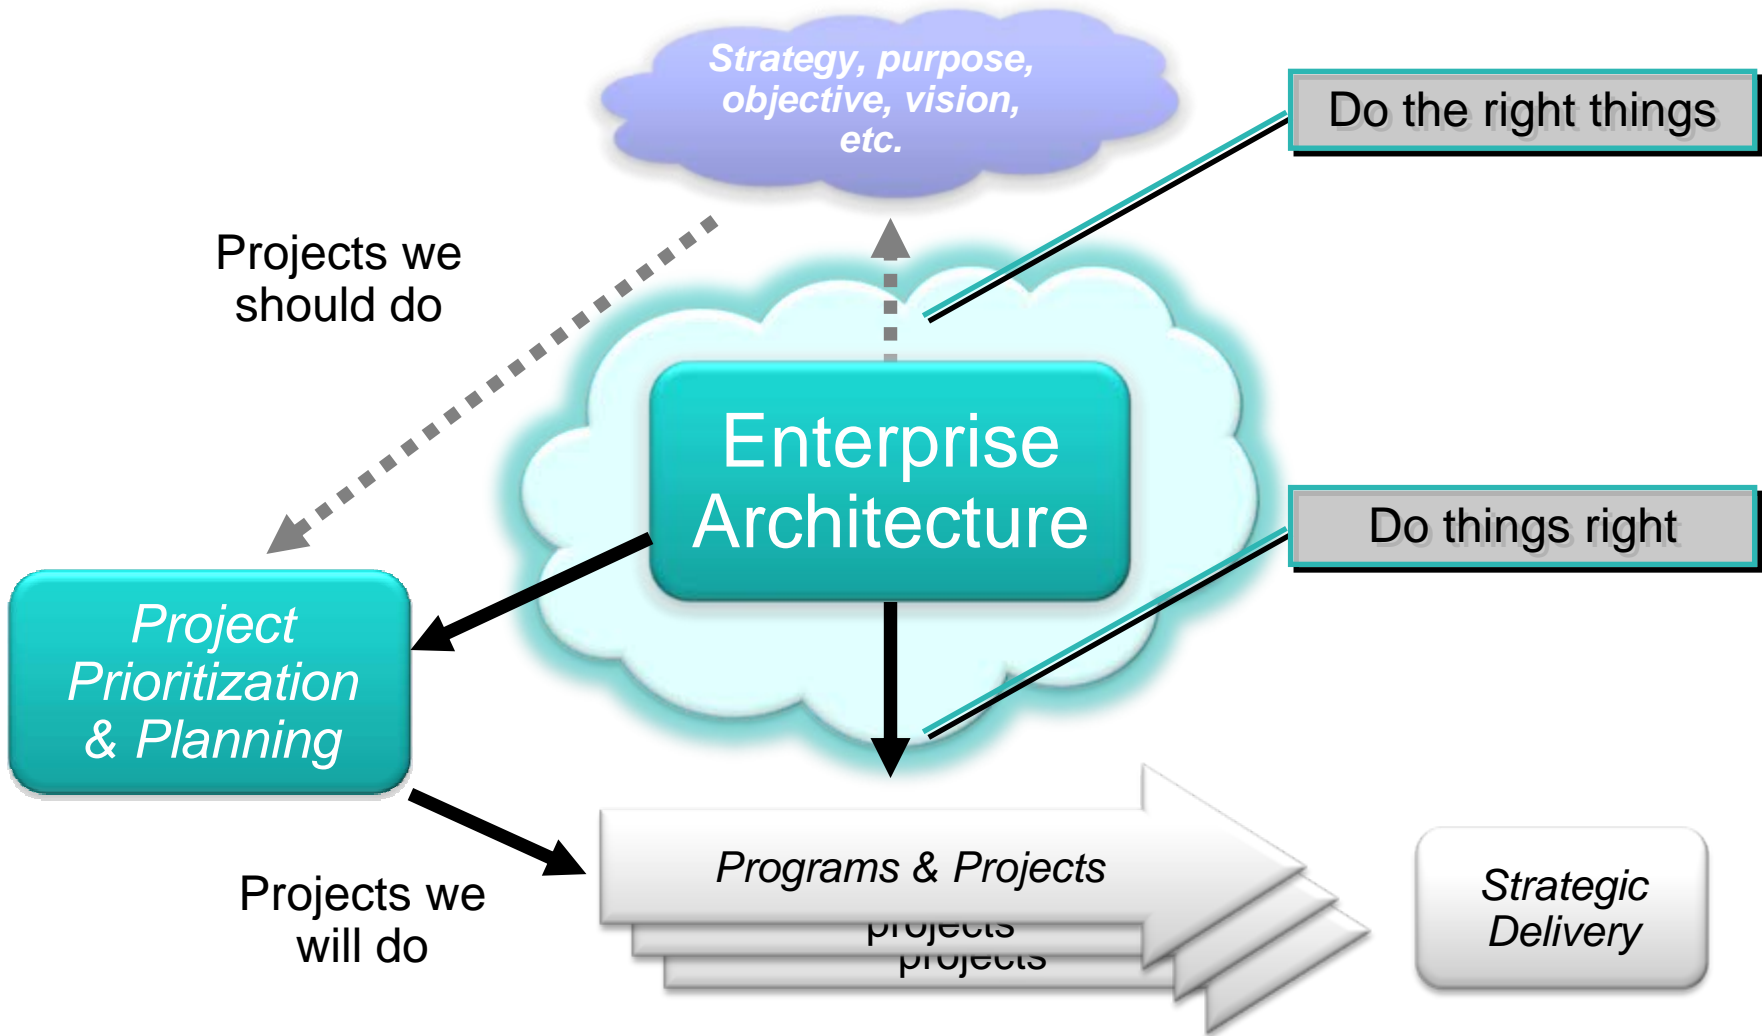 Strategy, purpose,
objective, vision,
etc.
Do the right things
Projects we
should do
Enterprise
Architecture
Do things right
Project
Prioritization
& Planning
Programs & Projects
projects
projects
Strategic
Delivery
Projects we
will do